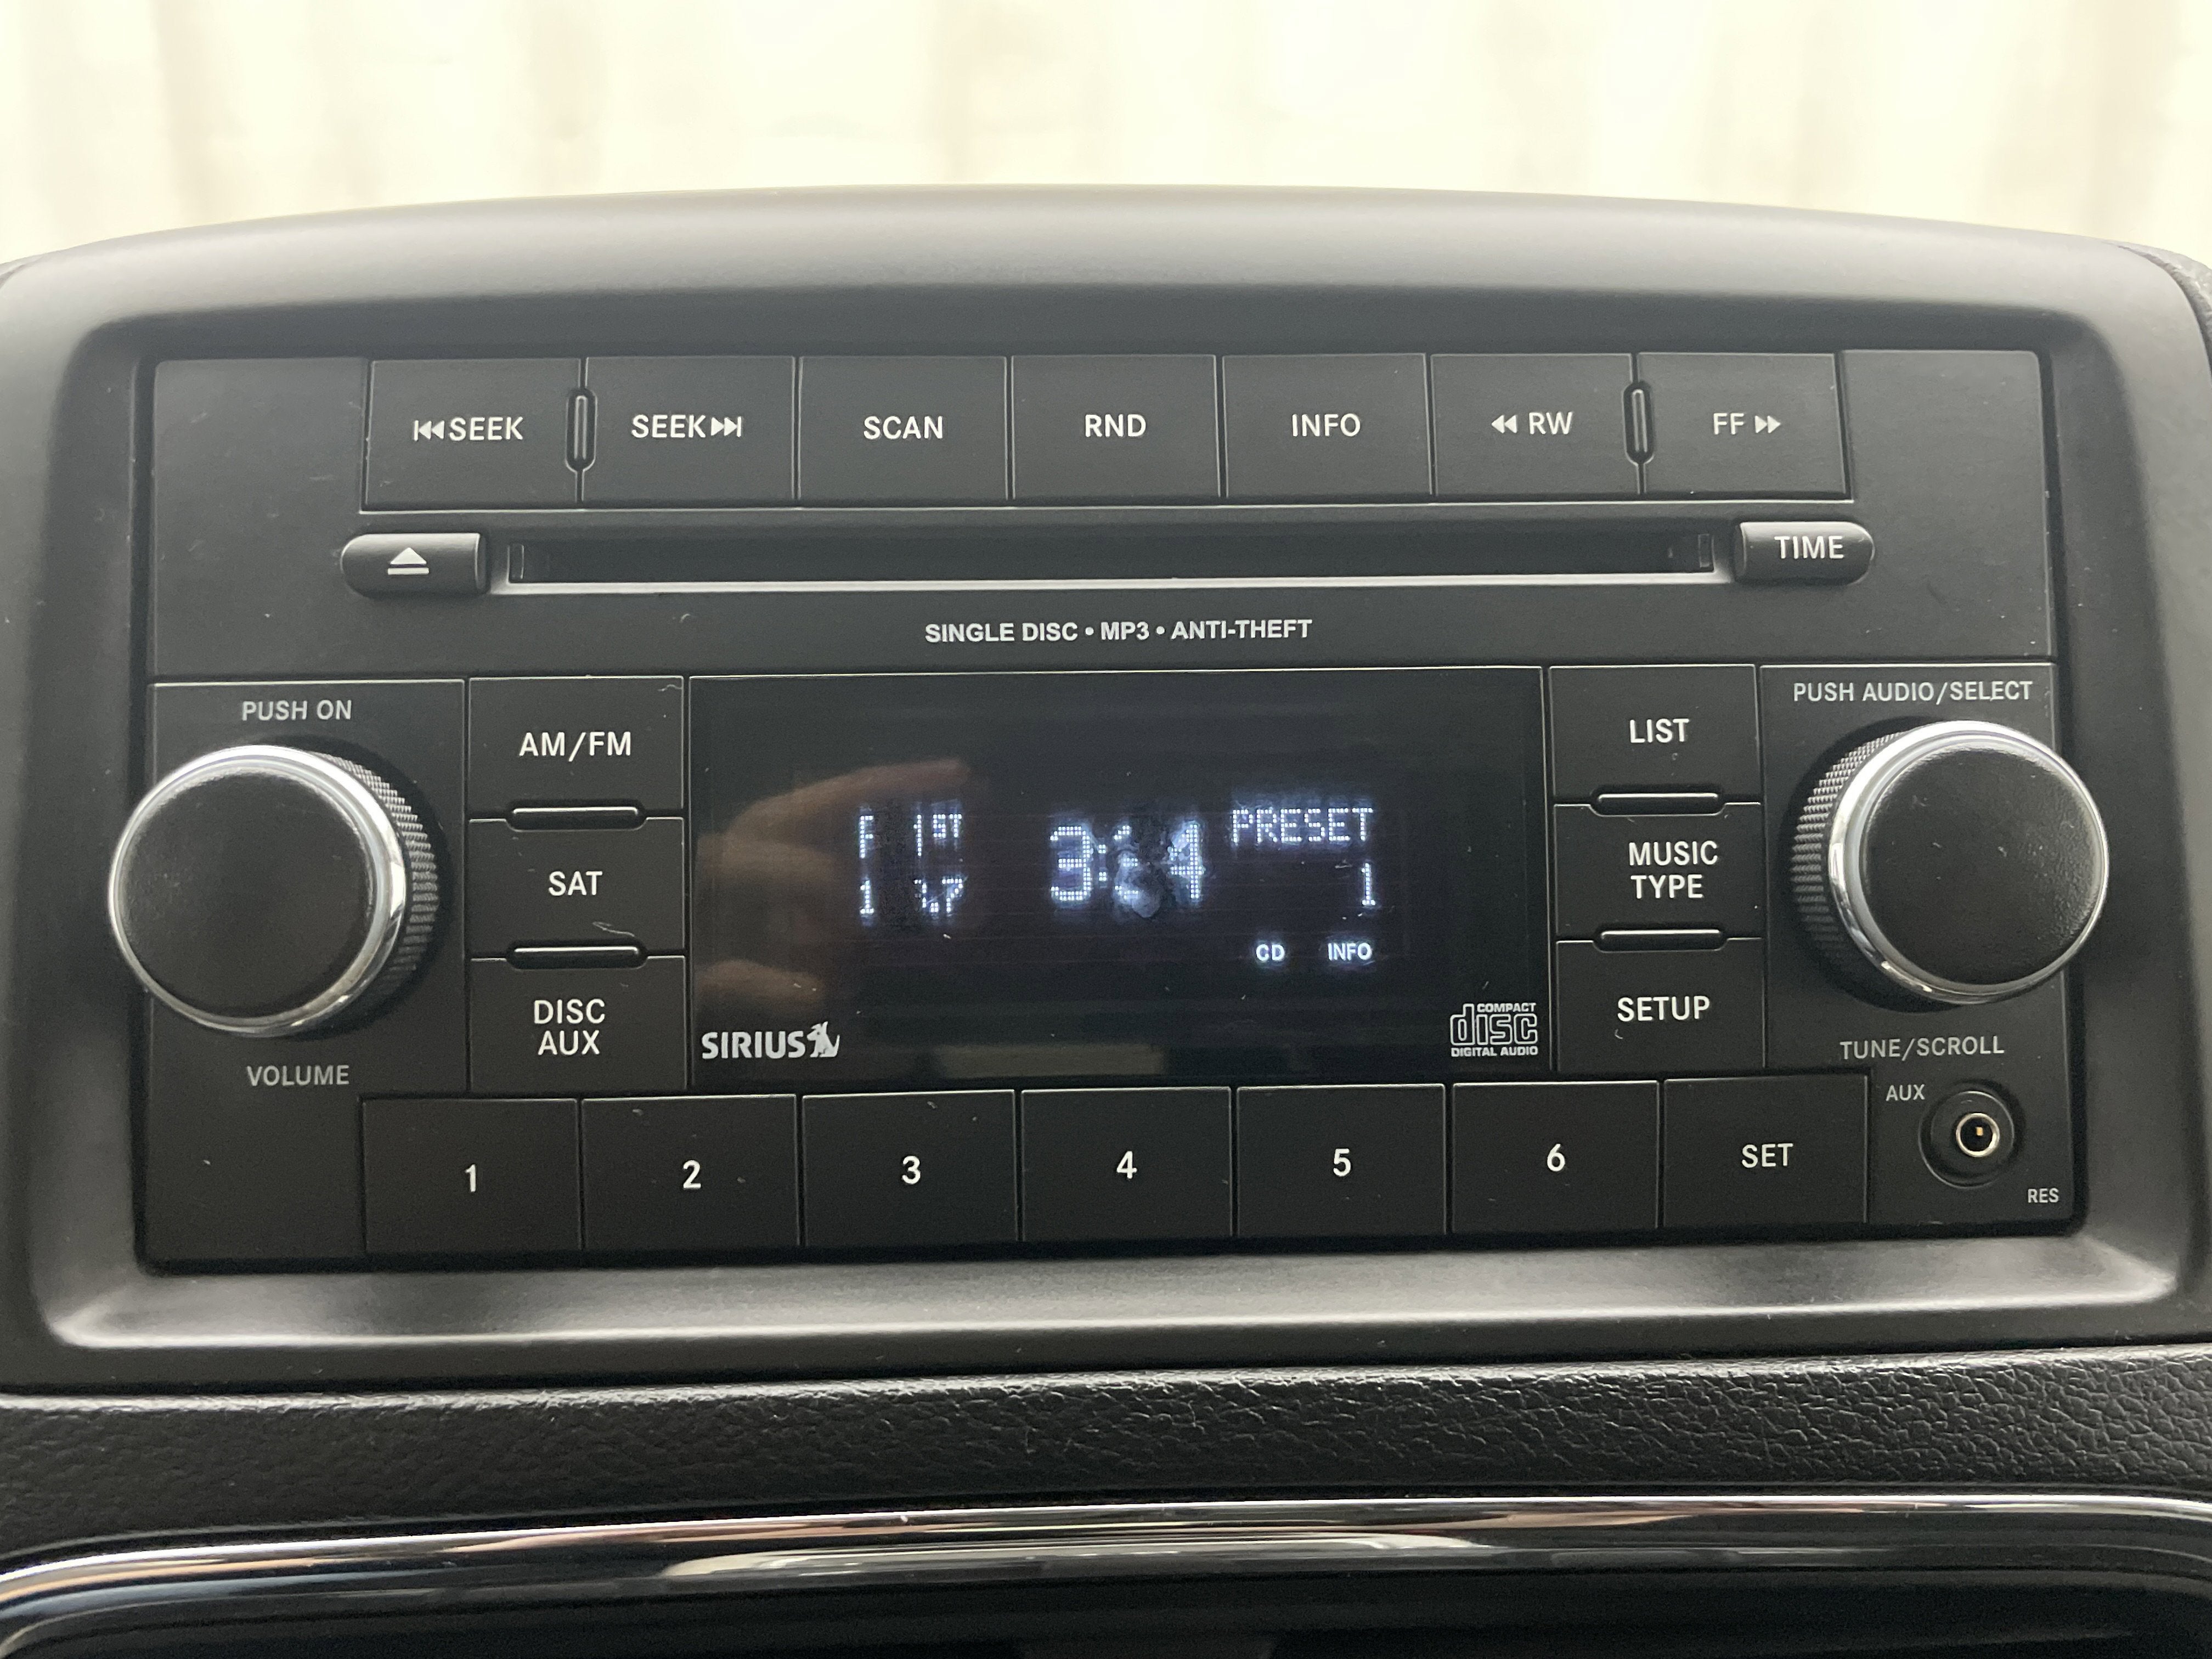 SEEK
SEEK
SCAN
RND
INFO
RW
FF
TIME
SINGLE DISC • MP3 • ANTI-THEFT
PUSH ON
VOLUME
AM/FM
SAT
DISC
AUX
1ST
PRESET
1
CD INFO
SIRIUS
COMPACT
disc
DIGITAL AUDIO
LIST
MUSIC
TYPE
SETUP
PUSH AUDIO/SELECT
TUNE/SCROLL
1
2
3
4
5
6
SET
AUX
RES